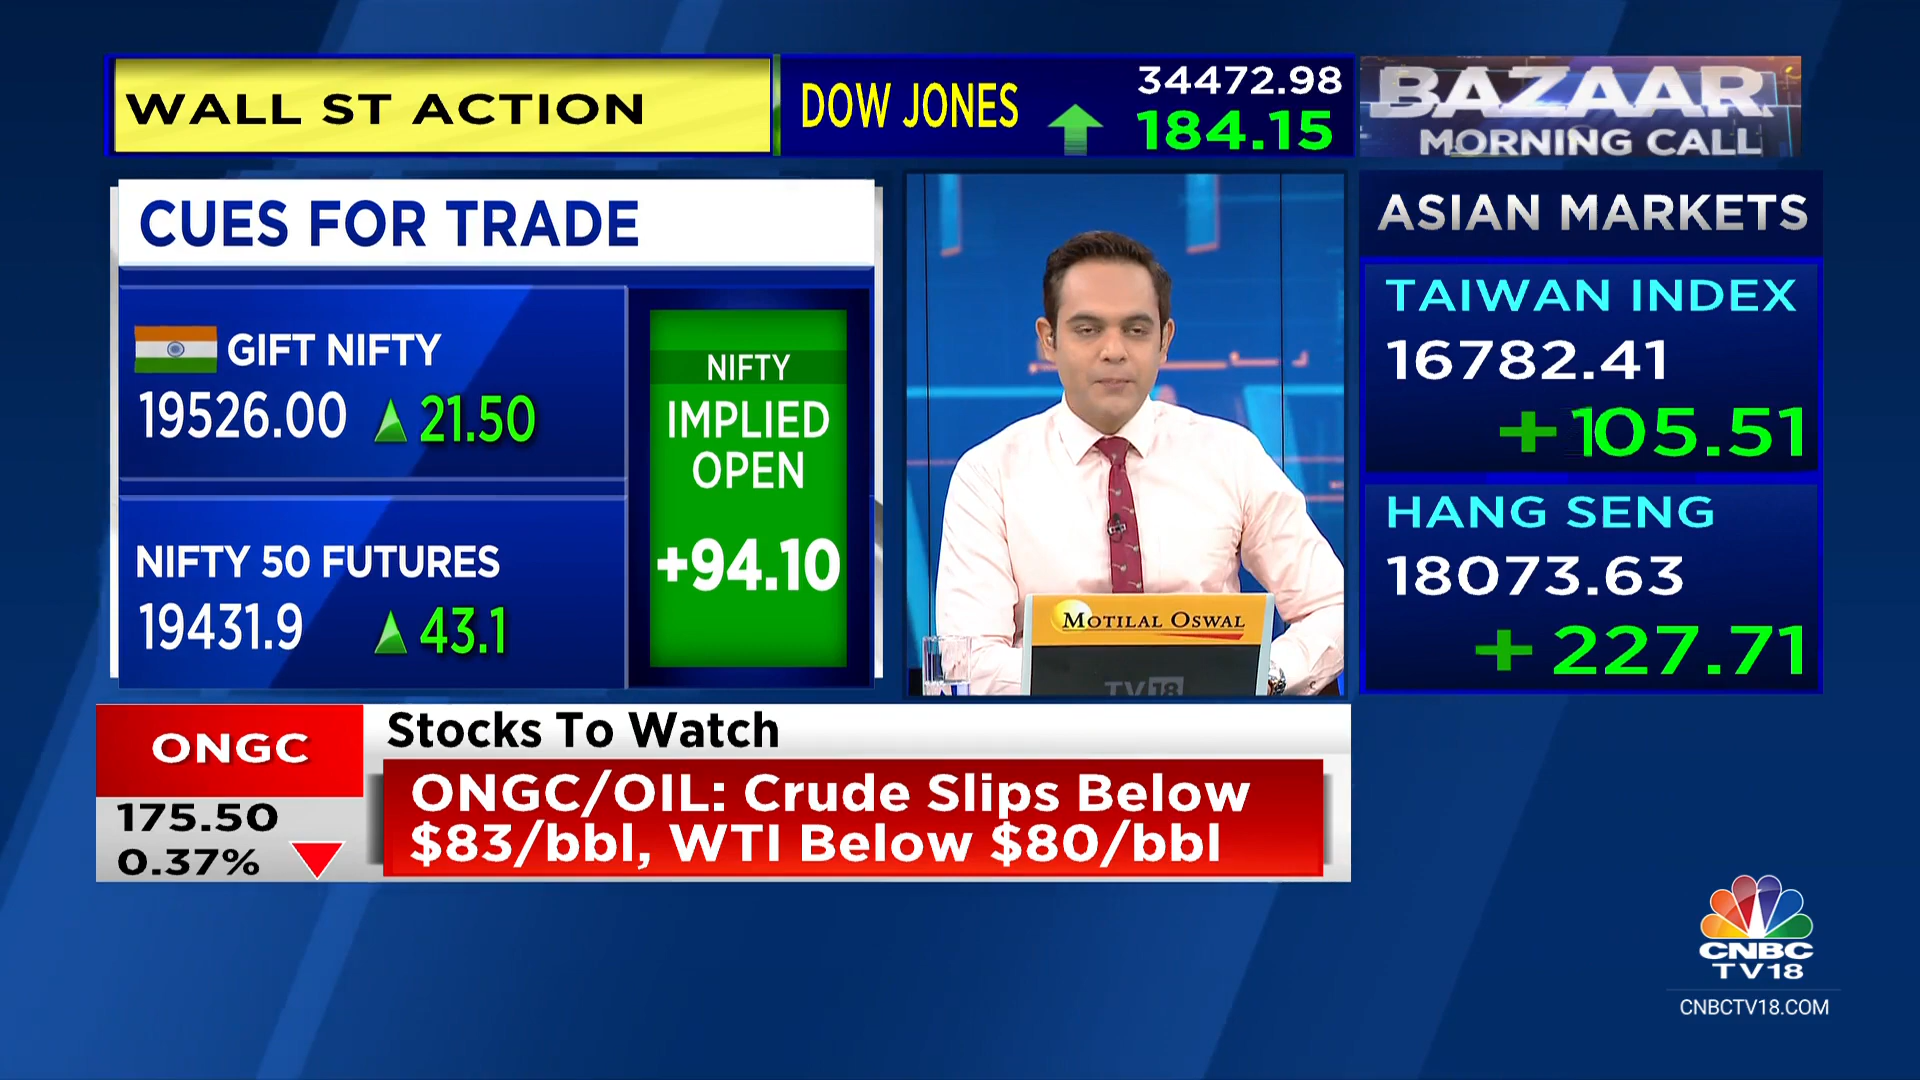 WALL ST ACTION
DOW JONES
34472.98
184.15
BAZAAR
MORNING CALL
CUES FOR TRADE
GIFT NIFTY
19526.00 21.50
NIFTY 50 FUTURES
19431.9 43.1
NIFTY
IMPLIED
OPEN
+94.10
MOTILAL OSWAL
TV18
ASIAN MARKETS
TAIWAN INDEX
16782.41
+105.51
HANG SENG
18073.63
+227.71
ONGC
175.50
0.37%
Stocks To Watch
ONGC/OIL: Crude Slips Below
$83/bbl, WTI Below $80/bbl
CNBC
TV18
CNBCTV18.COM